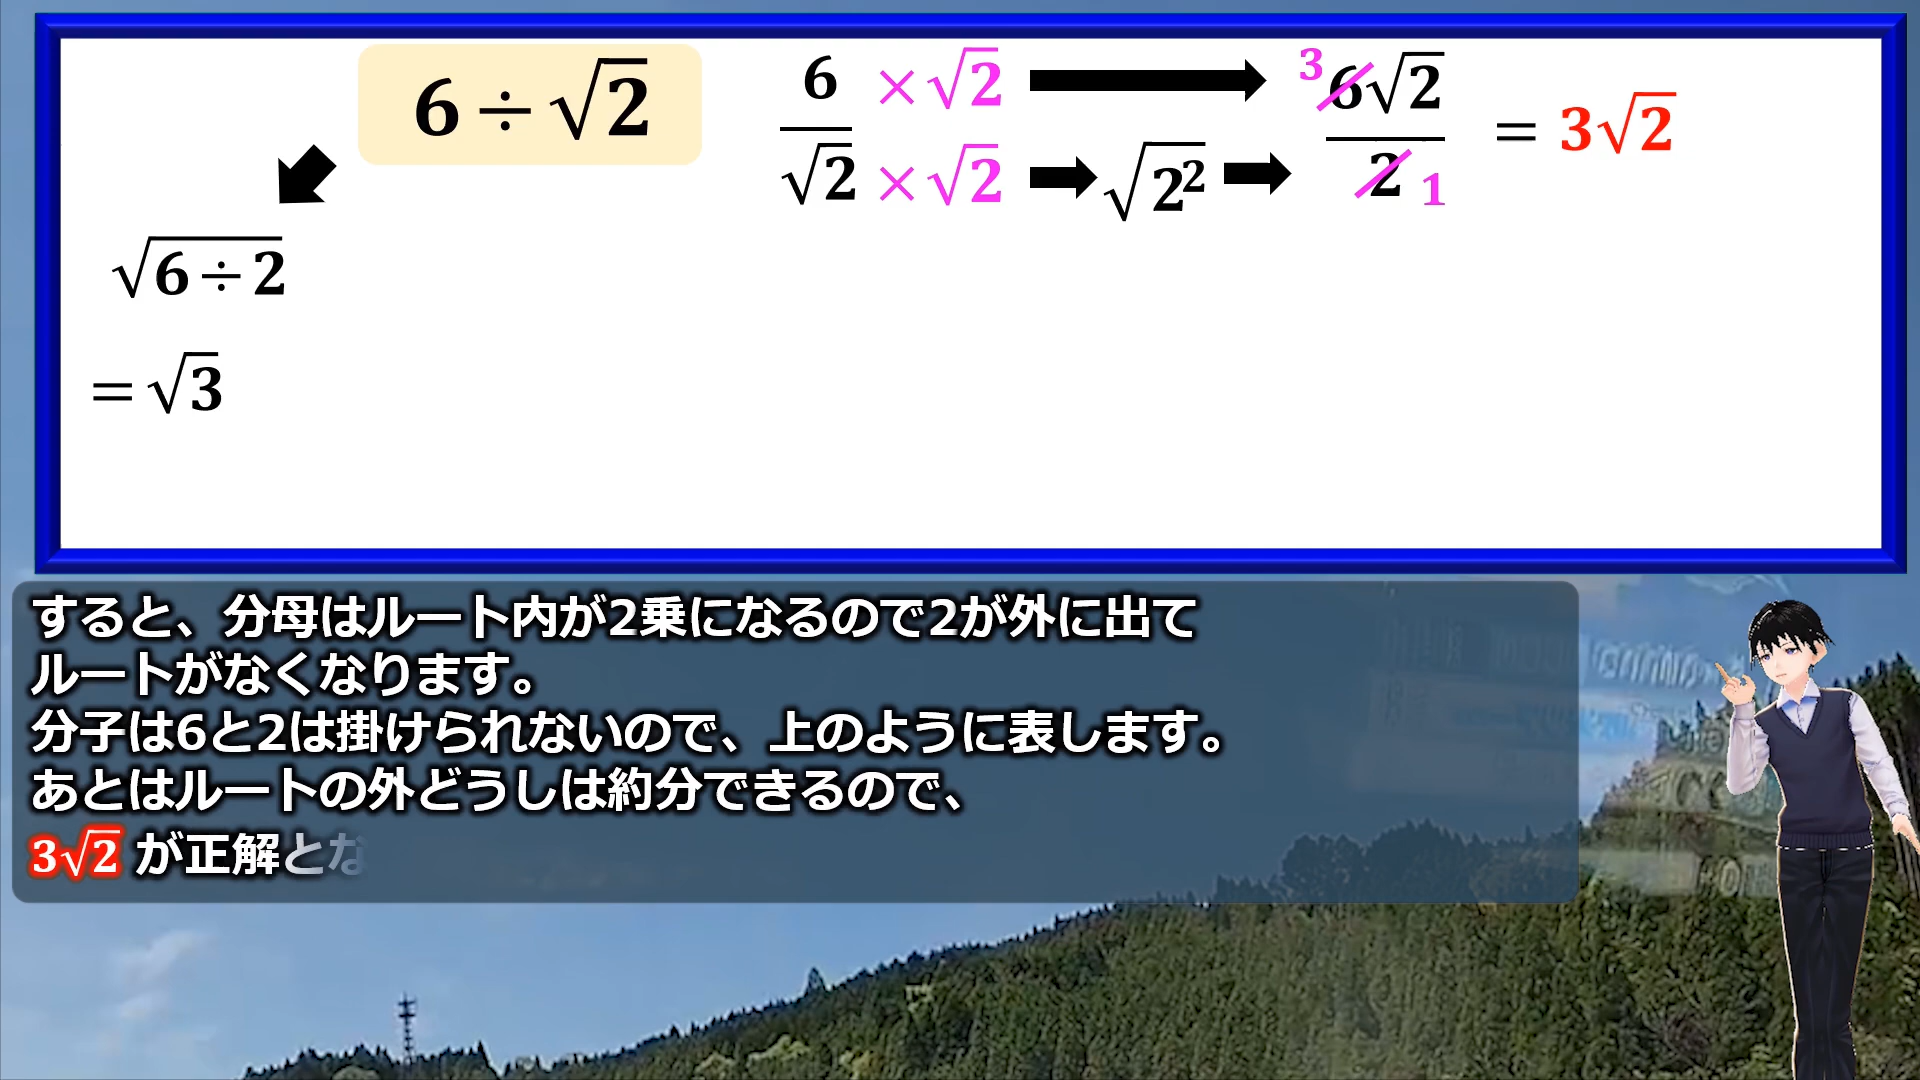 6÷√2
√6÷2
=√3
6 ×√2
√2 ×√2
√2²
3 6√2
2 1
= 3√2
すると、分母はルート内が2乗になるので2が外に出て
ルートがなくなります。
分子は6と2は掛けられないので、上のように表します。
あとはルートの外どうしは約分できるので、
3√2 が正解とな